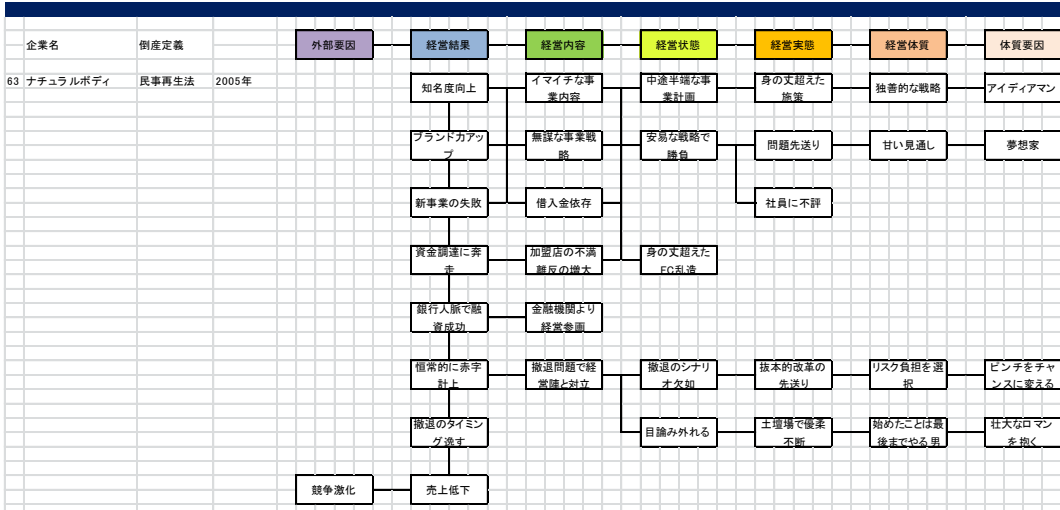 企業名 倒産定義 外部要因 経営結果 経営内容 経営状態 経営実態 経営体質 体質要因
63 ナチュラルボディ 民事再生法 2005年
知名度向上
イマイチな事
業内容
中途半端な事
業計画
身の丈超えた
施策
独善的な戦略
アイディアマン
ブランド力アッ
プ
無謀な事業戦
略
安易な戦略で
勝負
問題先送り
甘い見通し
夢想家
新事業の失敗
借入金依存
社員に不評
資金調達に奔
走
加盟店の不満
離反の増大
身の丈超えた
FC乱造
銀行人脈で融
資成功
金融機関より
経営参画
恒常的に赤字
計上
撤退問題で経
営陣と対立
撤退のシナリ
オ欠如
抜本的改革の
先送り
リスク負担を選
択
ピンチをチャ
ンスに変える
撤退のタイミン
グ逸す
目論み外れる
土壇場で優柔
不断
始めたことは最
後までやる男
壮大なロマン
を抱く
競争激化
売上低下